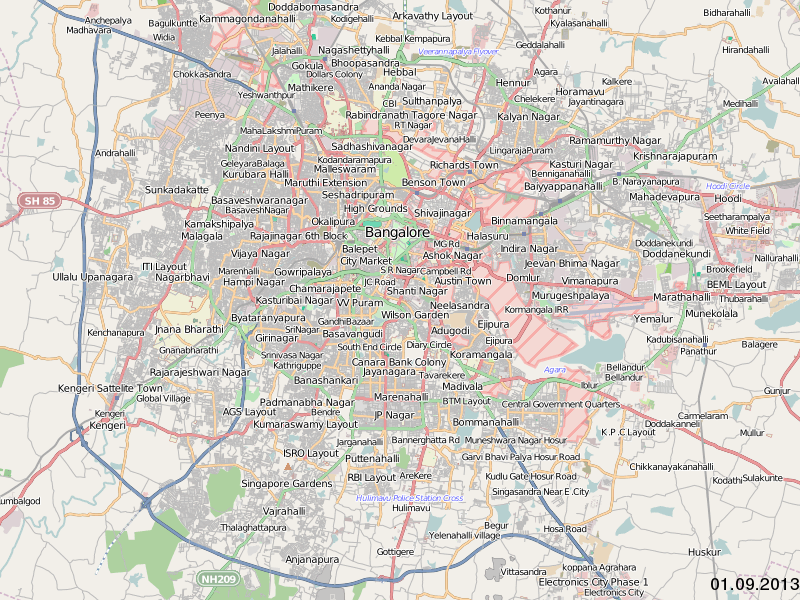 Doddabomasandra
Kothanur
Bidharahalli
Anchepalya
Kammagondanahalli
Kodigehalli
Arkavathy Layout
Kyalasanahalli
Madhavara
Bagulkuntte
Widia
Jalahalli
Nagashettyhalli
Kebbal Kempapura
Geddalahalli
Hirandahalli
Veerannapalya Flyover
Gokula
Bhoopasandra
Chokkasandra
Dollars Colony
Hebbal
Agara
Avalahalli
Mathikere
Ananda Nagar
Hennur
Kalkere
Yeshwanthpur
Sulthanpalya
Chelekere
Horamavu
Jayantinagara
CBI
Medihalli
Peenya
Rabindranath Tagore Nagar
Kalyan Nagar
MahaLakshmiPuram
R T Nagar
Nandini Layout
Sadhashivanagar
DevaraJevanaHalli
LingarajaPuram
Ramamurthy Nagar
Andrahalli
GeleyaraBalaga
Kodandaramapura
Richards Town
Kasturi Nagar
Krishnarajapuram
Kurubara Halli
Malleswaram
Benniganahalli
Sunkadakatte
Maruthi Extension
Benson Town
Baiyyappanahalli
B. Narayanapura
Hoodi Circle
SH 85
Basaveshwaranagar
Seshadripuram
Mahadevapura
Hoodi
BasaveshNagar
High Grounds
Shivajinagar
Seetharampalya
Kamakshipalya
Okalipura
Binnamangala
White Field
Malagala
Rajajinagar 6th Block
Bangalore
Halasuru
Doddanekundi
Vijaya Nagar
Balepet
MG Rd
Indira Nagar
Doddanekundi
City Market
Ashok Nagar
Nallurahalli
ITI Layout
Marenhalli
Gowripalaya
S R Nagar
Campbell Rd
Jeevan Bhima Nagar
Brookefield
Ullalu Upanagara
Nagarbhavi
Hampi Nagar
Chamarajapete
JC Road
Austin Town
Domlur
Vimanapura
BEML Layout
Shanti Nagar
Murugeshpalaya
Marathahalli
Thubarahalli
Kasturibai Nagar
VV Puram
Neelasandra
Kormangala IRR
Byataranyapura
Wilson Garden
Yemalur
Munekolala
Kenchanapura
Jnana Bharathi
SriNagar
GandhiBazaar
Adugodi
Ejipura
Girinagar
Basavangudi
Ejipura
Kadubisanahalli
Gnanabharathi
South End Circle
Diary Circle
Koramangala
Panathur
Balagere
Srinivasa Nagar
Kathriguppe
Canara Bank Colony
Bellandur
Rajarajeshwari Nagar
Jayanagara
Agara
Bellandur
Banashankari
Tavarekere
Iblur
Kengeri Sattelite Town
Madivala
Gunjur
Global Village
Marenahalli
BTM Layout
Padmanabha Nagar
Central Government Quarters
Kengeri
AGS Layout
Bendre
JP Nagar
Carmelaram
Kengeri
Kumaraswamy Layout
Bommanahalli
Doddakanneli
K.P.C Layout
Mullur
Jarganahalli
Bannerghatta Rd
Muneshwara Nagar Hosur
ISRO Layout
Puttenahalli
Garvi Bhavi Palya Hosur Road
Chikkanayakanahalli
Singapura Gardens
RBI Layout
AreKere
Kudlu Gate Hosur Road
Kodathi
Sulakunte
umbalgod
Hulimavu Police Station Cross
Singasandra Near E .City
Vajrahalli
Hulimavu
Thalaghattapura
Begur
Hosa Road
Yelenahalli village
Anjanapura
Gottigere
Huskur
koppana Agrahara
NH209
Vittasandra
Electronics City Phase 1
Electronics City
01.09.2013